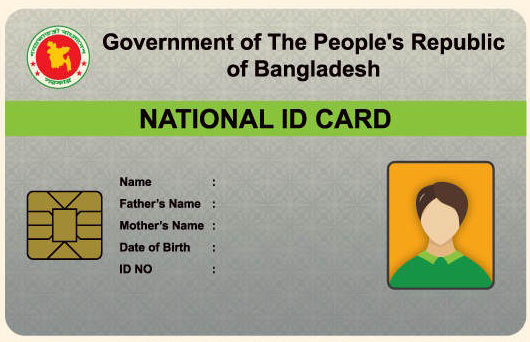 Government of The People's Republic
of Bangladesh
NATIONAL ID CARD
Name :
Father's Name :
Mother's Name :
Date of Birth :
ID NO :